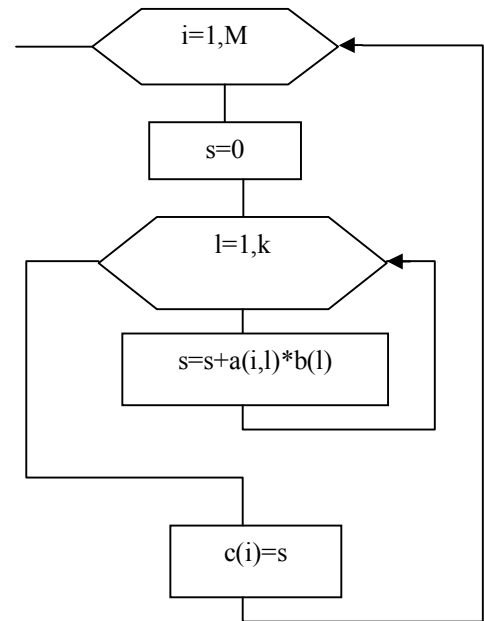 i=1,M
s=0
l=1,k
s=s+a(i,l)*b(l)
c(i)=s